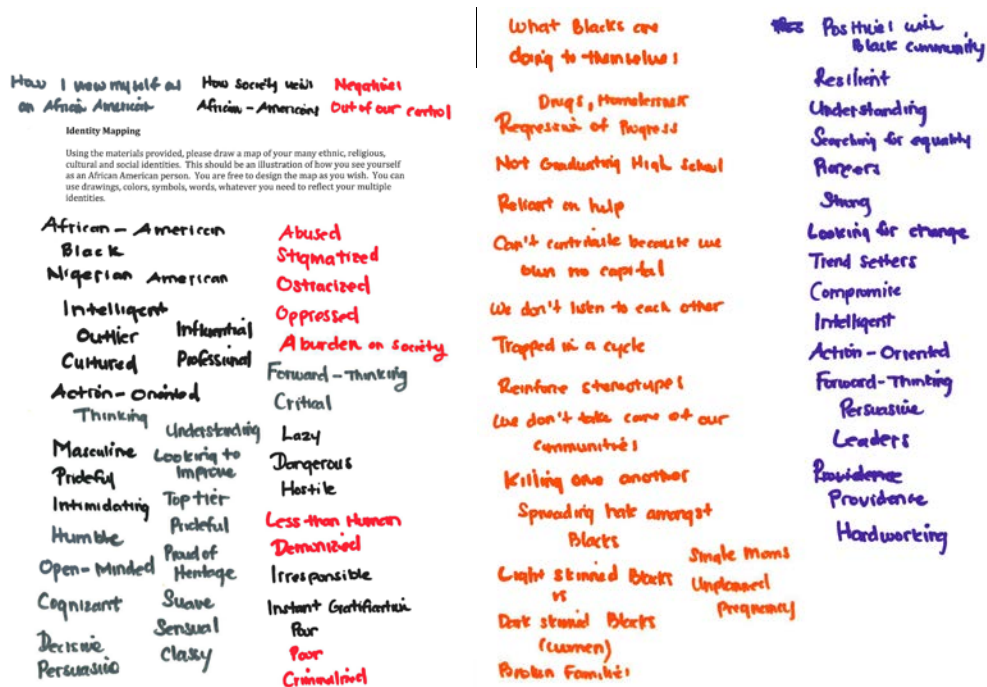 How I view myself as
an African American
How society views
African-Americans
Negatives
Out of our control
Identity Mapping
Using the materials provided, please draw a map of your many ethnic, religious,
cultural and social identities. This should be an illustration of how you see yourself
as an African American person. You are free to design the map as you wish. You can
use drawings, colors, symbols, words, whatever you need to reflect your multiple
identities.
African-American
Black
Nigerian American
Intelligent
Outlier
Influential
Cultured
Professional
Action-Oriented
Thinking
Understanding
Masculine
Looking to
Improve
Prideful
Top tier
Intimidating
Prideful
Humble
Proud of
Heritage
Open-Minded
Cognizant
Suave
Sensual
Decisive
Classy
Persuasive
Abused
Stigmatized
Ostracized
Oppressed
A burden on society
Forward-Thinking
Critical
Lazy
Dangerous
Hostile
Less than Human
Demonized
Irresponsible
Instant Gratification
Poor
Poor
Criminalized
What Blacks are
doing to themselves
Drugs, Homelessness
Regression of Progress
Not Graduating High School
Reliant on help
Can't contribute because we
own no capital
We don't listen to each other
Trapped in a cycle
Reinforce stereotypes
We don't take care of our
communities
Killing one another
Spreading hate amongst
Blacks
Light skinned Blacks
vs
Dark skinned Blacks
(women)
Broken Families
Single Moms
Unplanned
Pregnancy
Positives with
Black community
Resilient
Understanding
Searching for equality
Pioneers
Strong
Looking for change
Trend Setters
Compromise
Intelligent
Action-Oriented
Forward-Thinking
Persuasive
Leaders
Providence
Providence
Hardworking